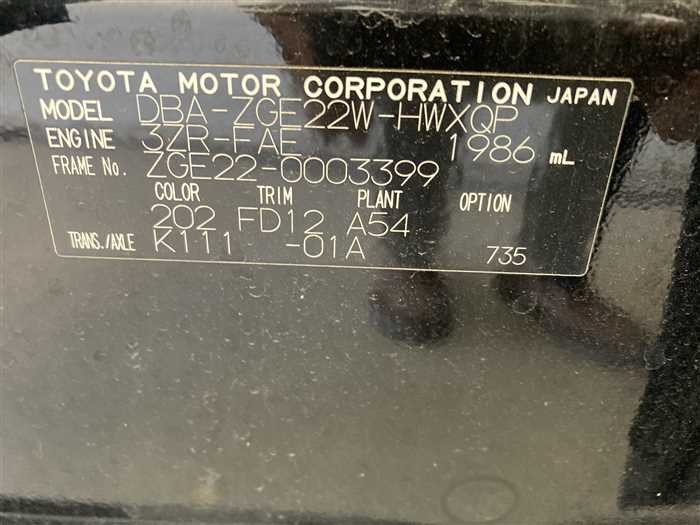 TOYOTA MOTOR CORPORATION JAPAN
MODEL DBA-ZGE22W-HWXQP
ENGINE 3ZR-FAE 1986 mL
FRAME No. ZGE22-0003399
COLOR TRIM PLANT OPTION
202 FD12 A54
TRANS./AXLE K111 -01A 735